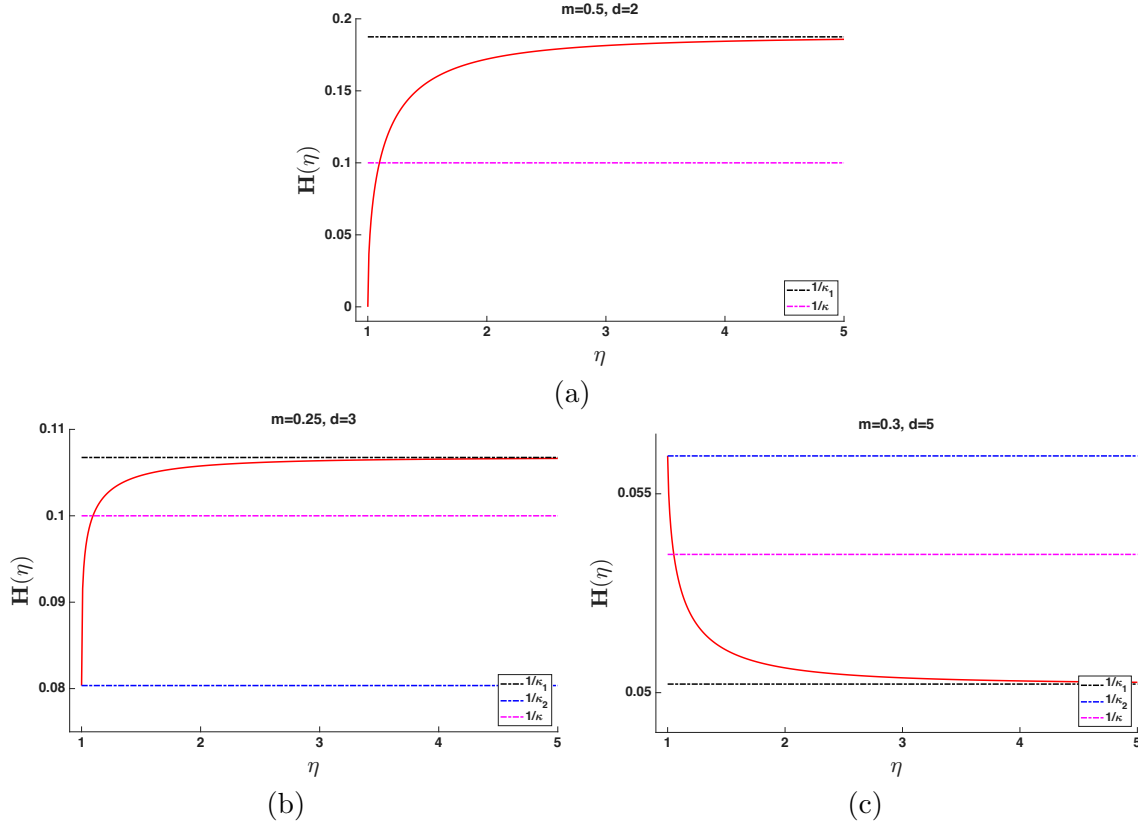 m=0.5, d=2
0.2
0.15
0.1
0.05
0
H(η)
1/κ1
1/κ
1 2 3 4 5
η
(a)
m=0.25, d=3
0.11
0.1
0.09
0.08
H(η)
1/κ1
1/κ2
1/κ
1 2 3 4 5
η
(b)
m=0.3, d=5
0.055
0.05
H(η)
1/κ1
1/κ2
1/κ
1 2 3 4 5
η
(c)